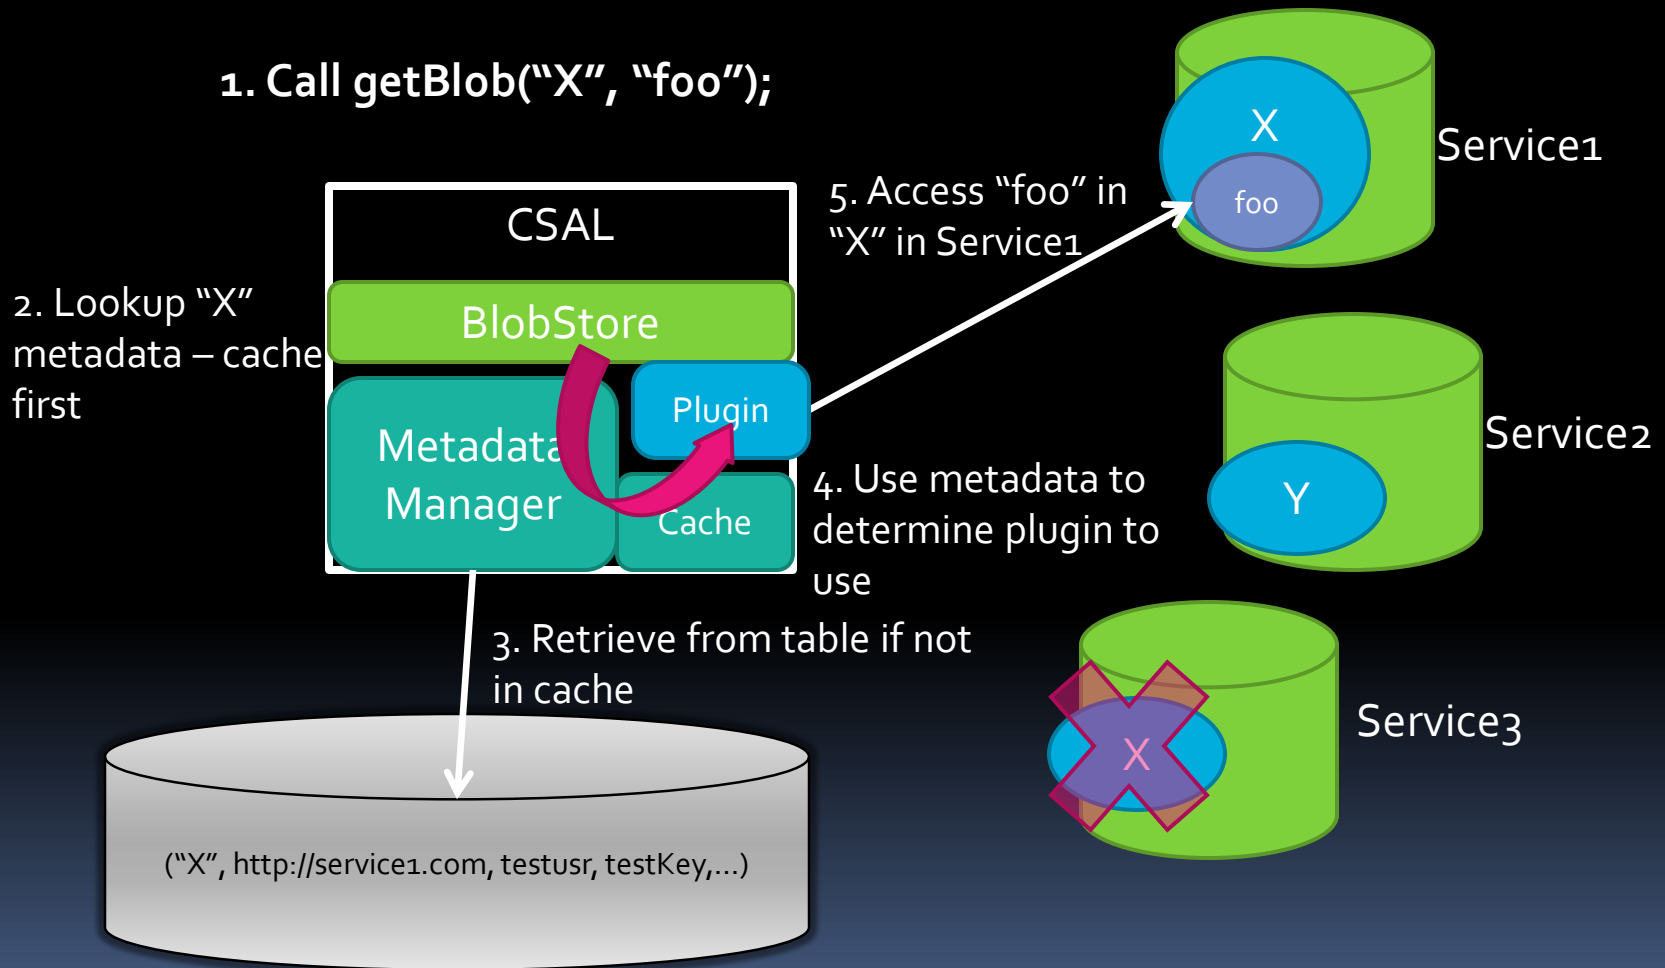 1. Call getBlob(“X”, “foo”);
CSAL
BlobStore
Metadata
Manager
Plugin
Cache
2. Lookup “X”
metadata – cache
first
3. Retrieve from table if not
in cache
4. Use metadata to
determine plugin to
use
5. Access “foo” in
“X” in Service1
X
foo
Service1
Y
Service2
X
Service3
(“X”, http://service1.com, testusr, testKey,…)